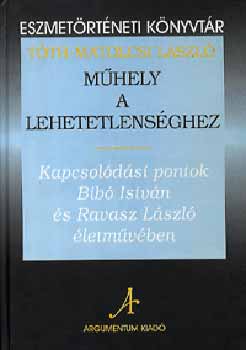 ESZMETÖRTÉNETI KÖNYVTÁR
TÓTH-MATOLCSI LÁSZLÓ
MŰHELY
A
LEHETETLENSÉGHEZ
Kapcsolódási pontok
Bibó István
és Ravasz László
életművében
A
ARGUMENTUM KIADÓ